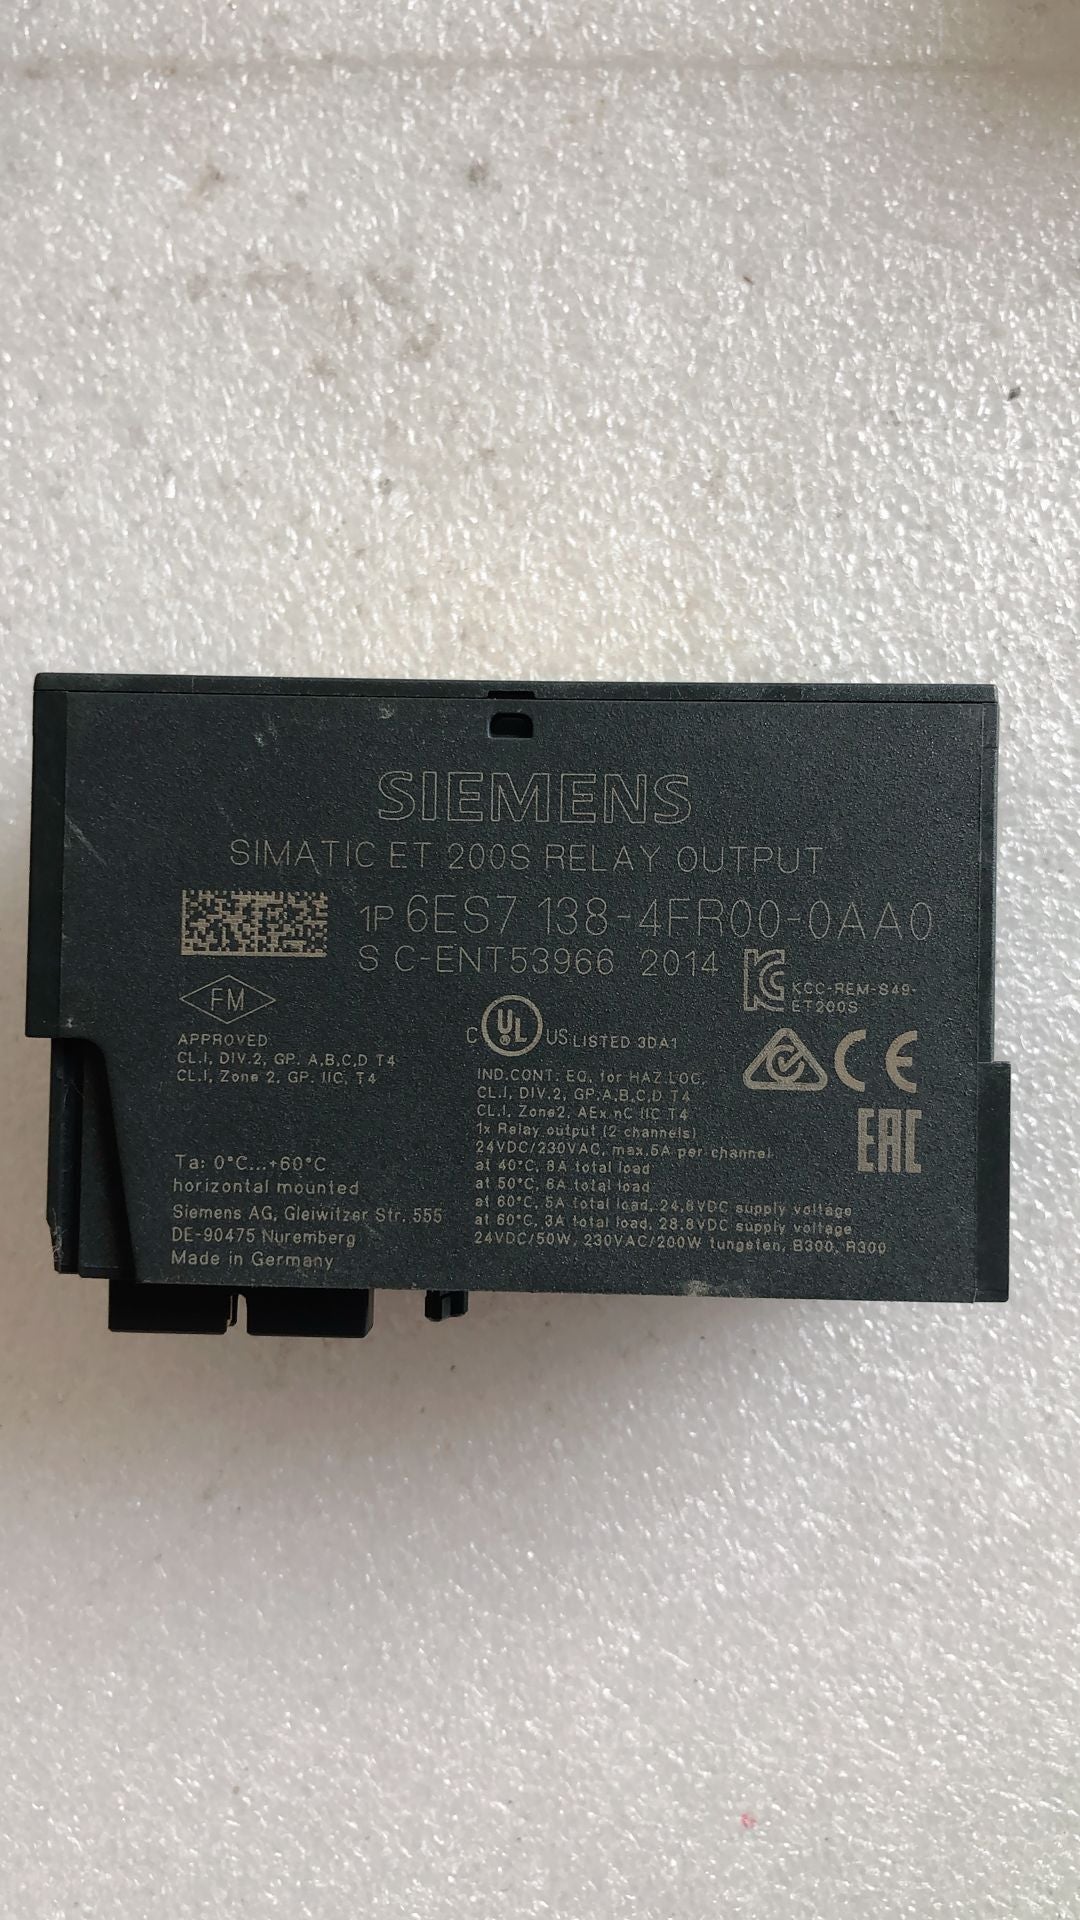 SIEMENS
SIMATIC ET 200S RELAY OUTPUT
1P 6ES7 138-4FR00-0AA0
S C-ENT53966 2014
KCC-REM-S49-
ET200S
FM
APPROVED
CL.I, DIV.2, GP. A,B,C,D T4
CL.I, Zone 2, GP. IIC, T4
C UL US LISTED 3DA1
IND.CONT. EQ. for HAZ.LOC.
CL.I, DIV.2, GP.A,B,C,D T4
CL.I, Zone2, AEx nC IIC T4
1x Relay output (2 channels)
24VDC/230VAC, max.5A per channel
at 40°C, 8A total load
at 50°C, 6A total load
at 60°C, 5A total load, 24,8VDC supply voltage
at 60°C, 3A total load, 28,8VDC supply voltage
24VDC/50W, 230VAC/200W tungsten, B300, R300
CE
EAC
Ta: 0°C...+60°C
horizontal mounted
Siemens AG, Gleiwitzer Str. 555
DE-90475 Nuremberg
Made in Germany